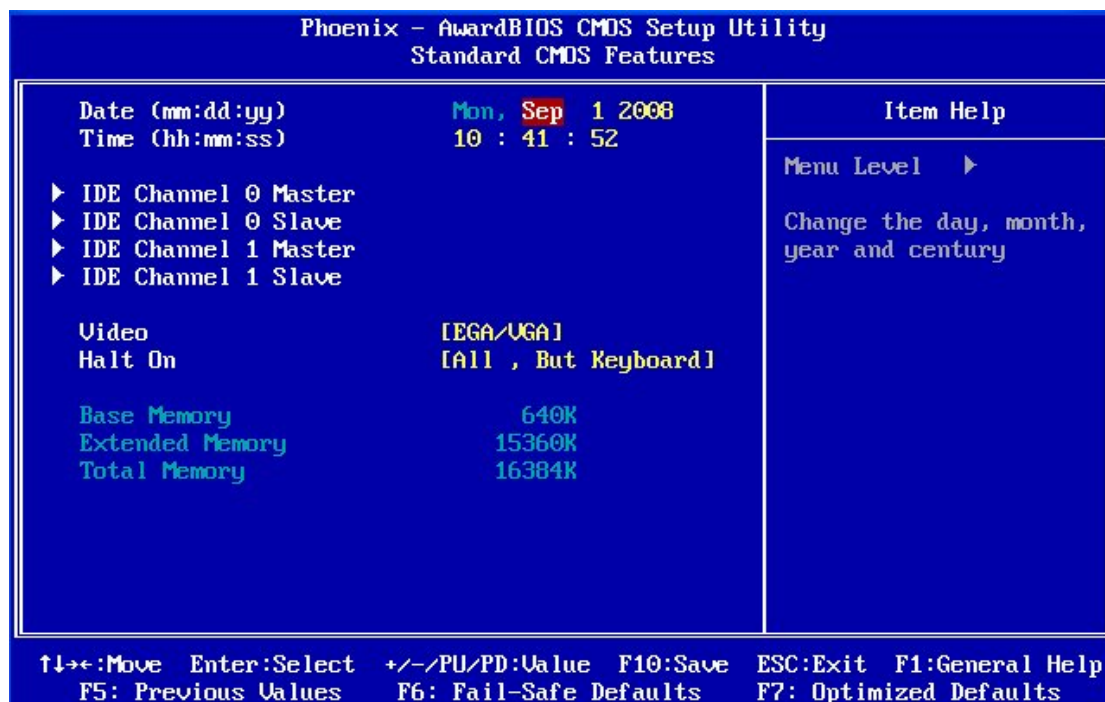 Phoenix - AwardBIOS CMOS Setup Utility
Standard CMOS Features
Date (mm:dd:yy) Mon, Sep 1 2008
Time (hh:mm:ss) 10 : 41 : 52
IDE Channel 0 Master
IDE Channel 0 Slave
IDE Channel 1 Master
IDE Channel 1 Slave
Video [EGA/VGA]
Halt On [All , But Keyboard]
Base Memory 640K
Extended Memory 15360K
Total Memory 16384K
Item Help
Menu Level
Change the day, month,
year and century
↑↓→←:Move Enter:Select +/-/PU/PD:Value F10:Save ESC:Exit F1:General Help
F5: Previous Values F6: Fail-Safe Defaults F7: Optimized Defaults